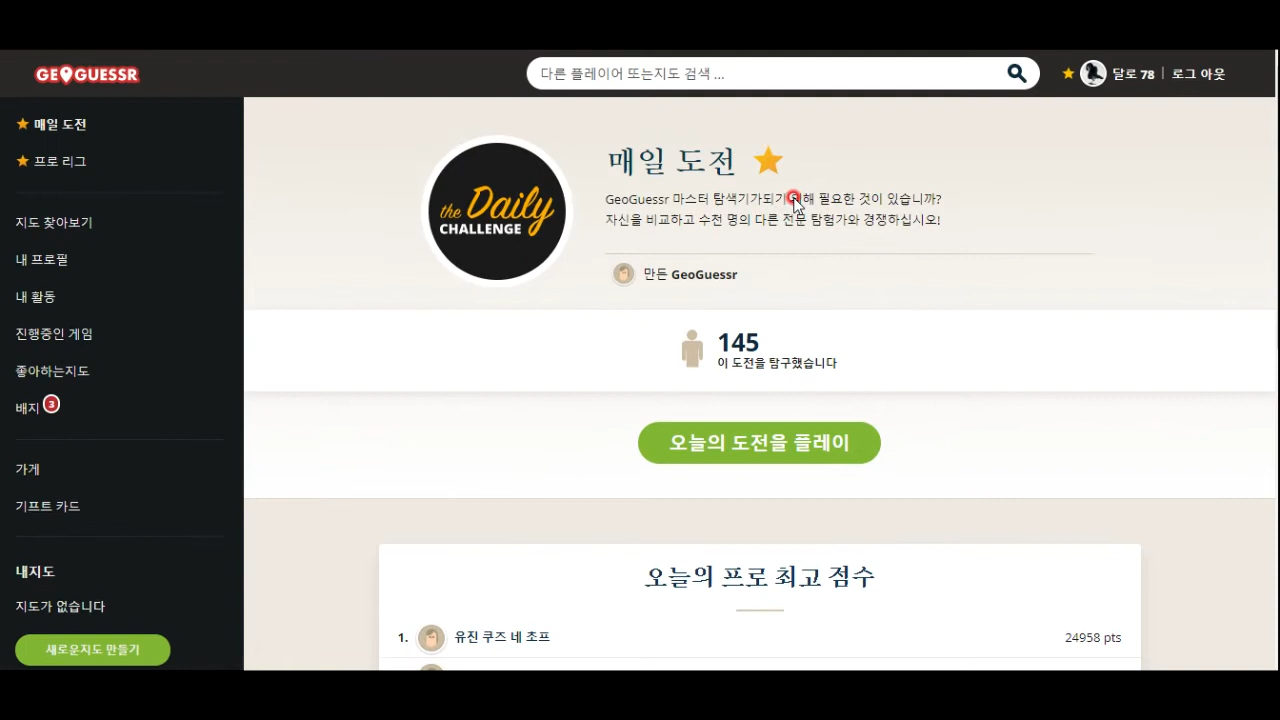 GEOGUESSR
다른 플레이어 또는지도 검색 ...
달로 78 | 로그 아웃
매일 도전
프로 리그
지도 찾아보기
내 프로필
내 활동
진행중인 게임
좋아하는지도
배지 3
가게
기프트 카드
내지도
지도가 없습니다
새로운지도 만들기
the Daily
CHALLENGE
매일 도전
GeoGuessr 마스터 탐색기가되기 필요한 것이 있습니까?
자신을 비교하고 수천 명의 다른 전문 탐험가와 경쟁하십시오!
만든 GeoGuessr
145
이 도전을 탐구했습니다
오늘의 도전을 플레이
오늘의 프로 최고 점수
1. 유진 쿠즈 네 초프 24958 pts